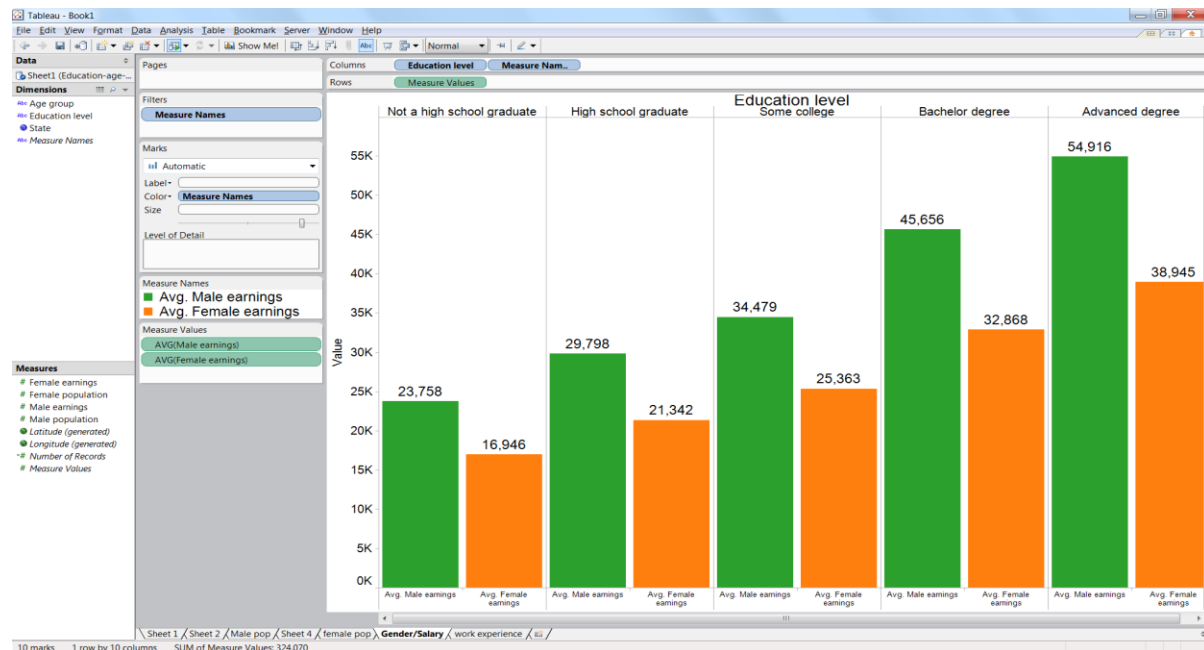 Tableau - Book1
File Edit View Format Data Analysis Table Bookmark Server Window Help
Show Me! Abc Normal
Data
Sheet1 (Education-age-...
Dimensions
Abc Age group
Abc Education level
State
Abc Measure Names
Measures
# Female earnings
# Female population
# Male earnings
# Male population
Latitude (generated)
Longitude (generated)
# Number of Records
# Measure Values
Pages
Filters
Measure Names
Marks
Automatic
Label
Color Measure Names
Size
Level of Detail
Measure Names
Avg. Male earnings
Avg. Female earnings
Measure Values
AVG(Male earnings)
AVG(Female earnings)
Columns Education level Measure Nam..
Rows Measure Values
Education level
Not a high school graduate High school graduate Some college Bachelor degree Advanced degree
Value
55K
50K
45K
40K
35K
30K
25K
20K
15K
10K
5K
0K
23,758
16,946
29,798
21,342
34,479
25,363
45,656
32,868
54,916
38,945
Avg. Male earnings Avg. Female earnings Avg. Male earnings Avg. Female earnings Avg. Male earnings Avg. Female earnings Avg. Male earnings Avg. Female earnings Avg. Male earnings Avg. Female earnings
Sheet 1 Sheet 2 Male pop Sheet 4 female pop Gender/Salary work experience
10 marks 1 row by 10 columns SUM of Measure Values: 324,070